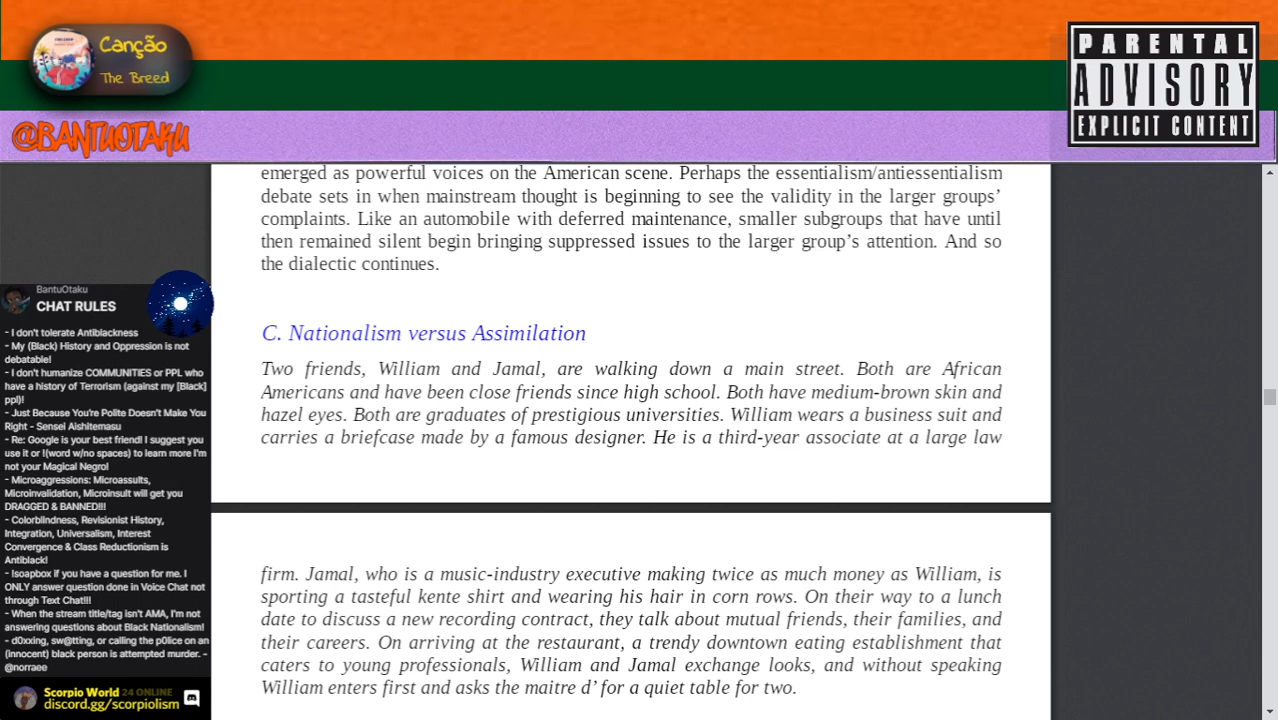 Canção
The Breed
PARENTAL
ADVISORY
EXPLICIT CONTENT
@BANTUOTAKU
emerged as powerful voices on the American scene. Perhaps the essentialism/antiessentialism
debate sets in when mainstream thought is beginning to see the validity in the larger groups’
complaints. Like an automobile with deferred maintenance, smaller subgroups that have until
then remained silent begin bringing suppressed issues to the larger group’s attention. And so
the dialectic continues.
C. Nationalism versus Assimilation
Two friends, William and Jamal, are walking down a main street. Both are African
Americans and have been close friends since high school. Both have medium-brown skin and
hazel eyes. Both are graduates of prestigious universities. William wears a business suit and
carries a briefcase made by a famous designer. He is a third-year associate at a large law
firm. Jamal, who is a music-industry executive making twice as much money as William, is
sporting a tasteful kente shirt and wearing his hair in corn rows. On their way to a lunch
date to discuss a new recording contract, they talk about mutual friends, their families, and
their careers. On arriving at the restaurant, a trendy downtown eating establishment that
caters to young professionals, William and Jamal exchange looks, and without speaking
William enters first and asks the maitre d’ for a quiet table for two.
BantuOtaku
CHAT RULES
- I don't tolerate Antiblackness
- My (Black) History and Oppression is not
debatable!
- I don't humanize COMMUNITIES or PPL who
have a history of Terrorism (against my [Black]
ppl)!
- Just Because You're Polite Doesn't Make You
Right - Sensei Aishitemasu
- Re: Google is your best friend! I suggest you
use it or !(word w/no spaces) to learn more I'm
not your Magical Negro!
- Microaggressions: Microassults,
Microinvalidation, Microinsult will get you
DRAGGED & BANNED!!!
- Colorblindness, Revisionist History,
Integration, Universalism, Interest
Convergence & Class Reductionism is
Antiblack!
- !soapbox if you have a question for me. I
ONLY answer question done in Voice Chat not
through Text Chat!!!
- When the stream title/tag isn't AMA, I'm not
answering questions about Black Nationalism!
- d0xxing, sw@tting, or calling the p0lice on an
(innocent) black person is attempted murder. -
@norraee
Scorpio World 24 ONLINE
discord.gg/scorpiolism